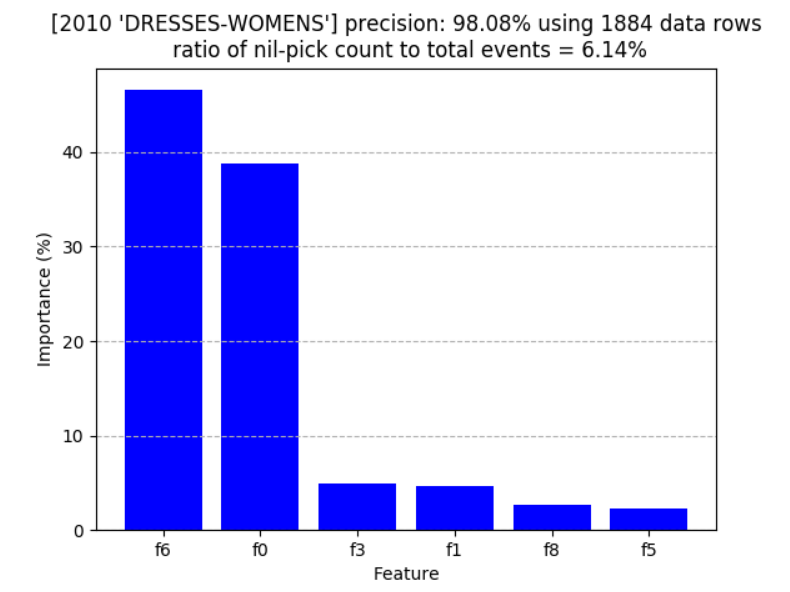 [2010 'DRESSES-WOMENS'] precision: 98.08% using 1884 data rows
ratio of nil-pick count to total events = 6.14%
Importance (%)
40
30
20
10
0
f6 f0 f3 f1 f8 f5
Feature